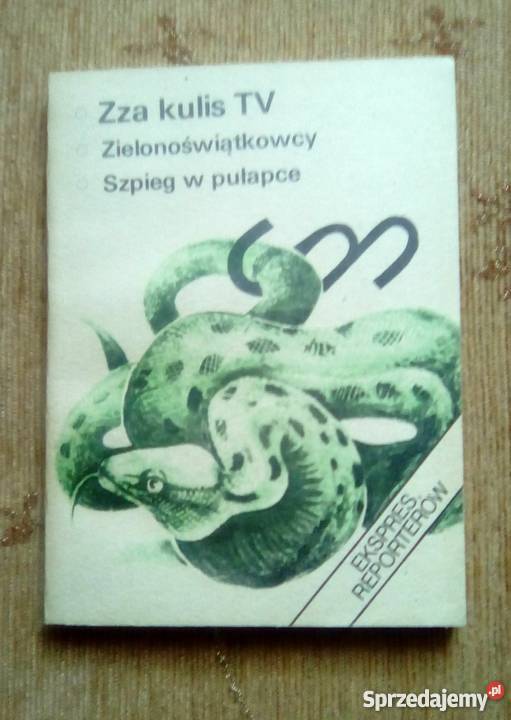 Zza kulis TV
Zielonoświątkowcy
Szpieg w pułapce
EKSPRES
REPORTERÓW
Sprzedajemy.pl